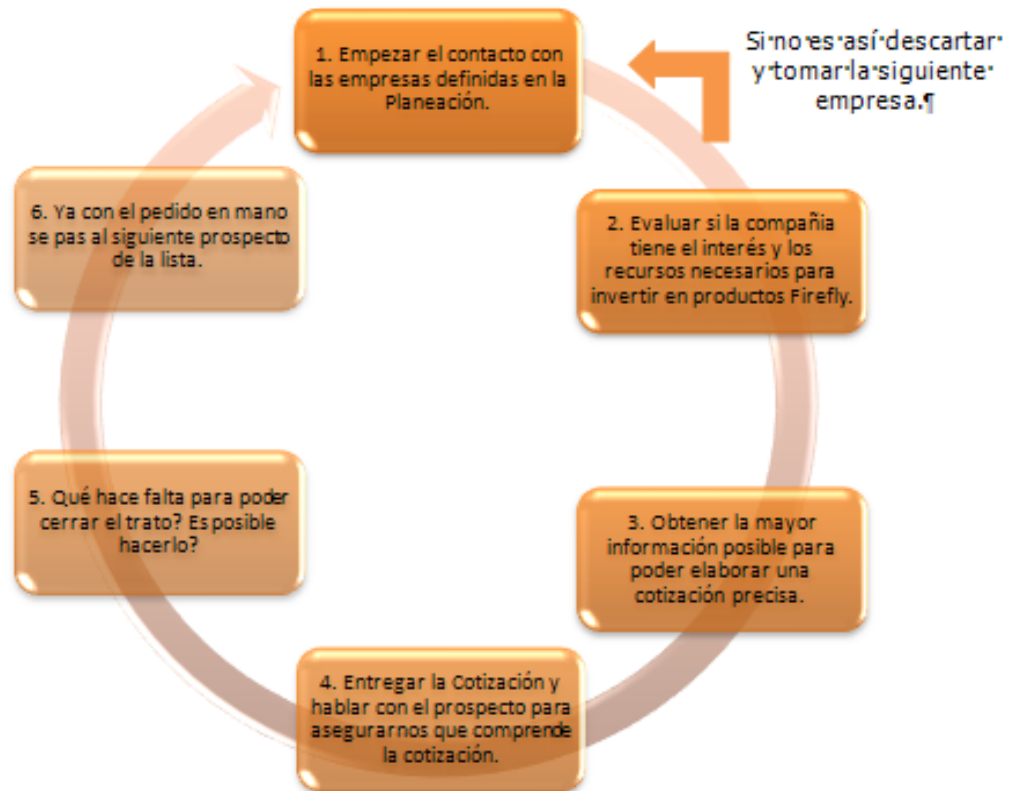 1. Empezar el contacto con
las empresas definidas en la
Planeación.
Si·no·es·así·descartar·
y·tomar·la·siguiente·
empresa.¶
2. Evaluar si la compañia
tiene el interés y los
recursos necesarios para
invertir en productos Firefly.
3. Obtener la mayor
información posible para
poder elaborar una
cotización precisa.
4. Entregar la Cotización y
hablar con el prospecto para
asegurarnos que comprende
la cotización.
5. Qué hace falta para poder
cerrar el trato? Es posible
hacerlo?
6. Ya con el pedido en mano
se pas al siguiente prospecto
de la lista.